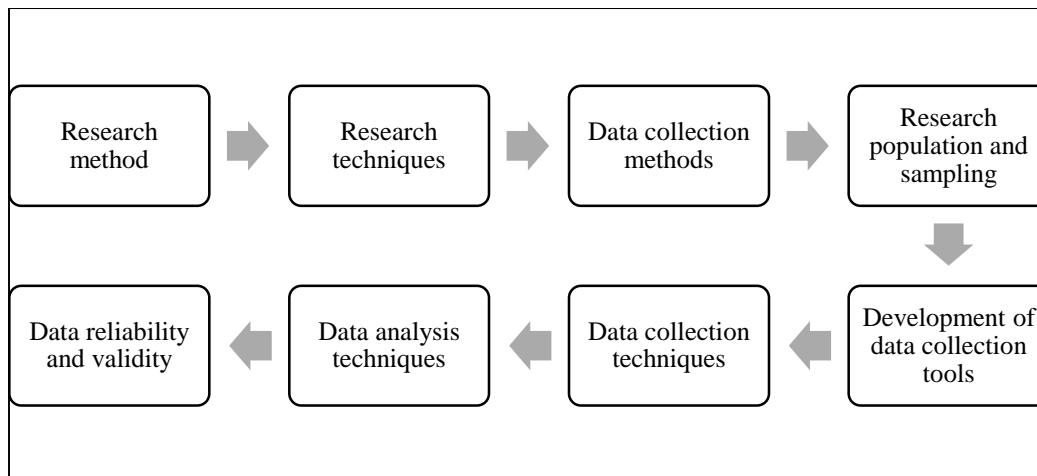 Research
method
Research
techniques
Data collection
methods
Research
population and
sampling
Development of
data collection
tools
Data collection
techniques
Data analysis
techniques
Data reliability
and validity